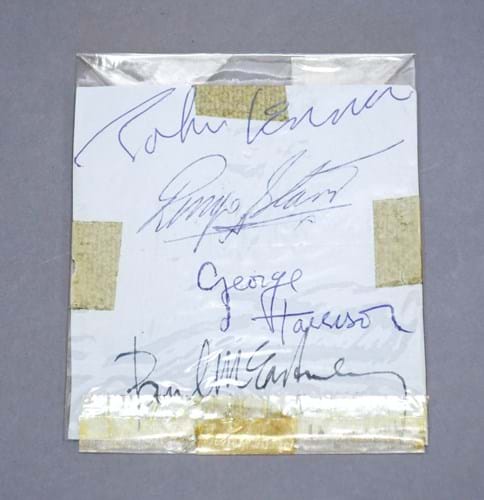 John Lennon
Ringo Starr
George
Harrison
Paul McCartney